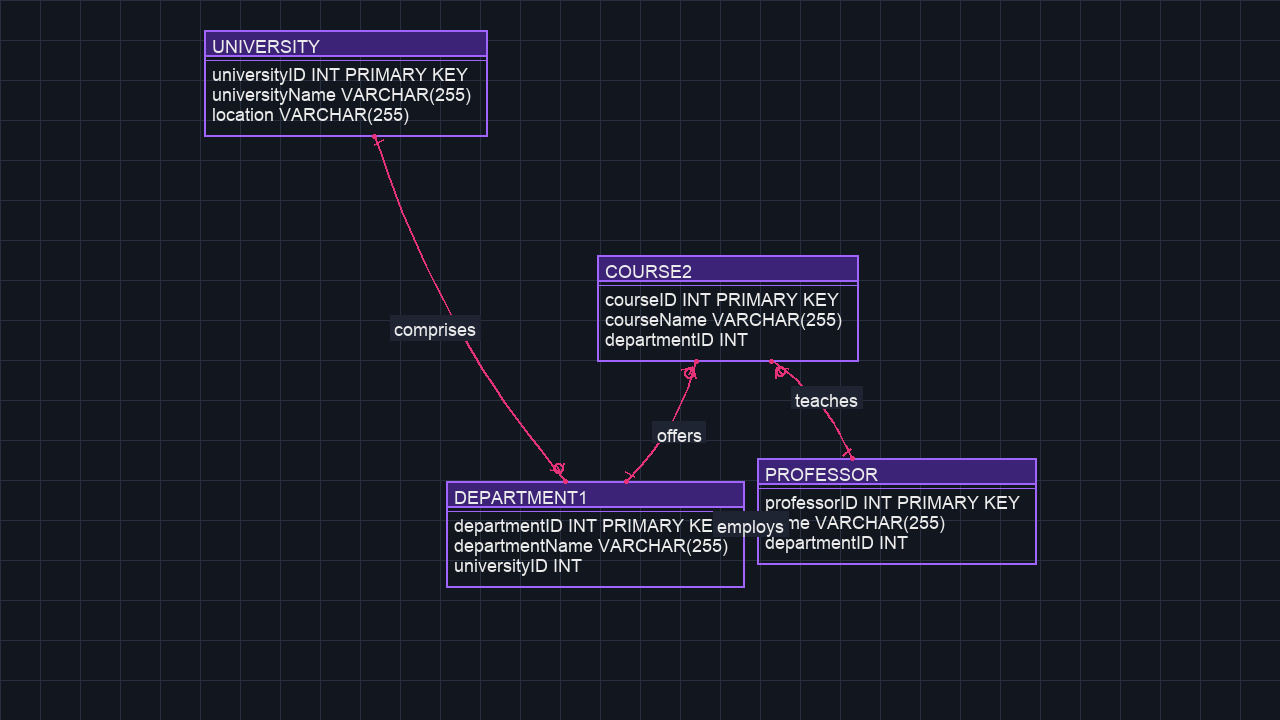 UNIVERSITY
universityID INT PRIMARY KEY
universityName VARCHAR(255)
location VARCHAR(255)
comprises
COURSE2
courseID INT PRIMARY KEY
courseName VARCHAR(255)
departmentID INT
teaches
offers
DEPARTMENT1
departmentID INT PRIMARY KE
departmentName VARCHAR(255)
universityID INT
employs
PROFESSOR
professorID INT PRIMARY KEY
me VARCHAR(255)
departmentID INT